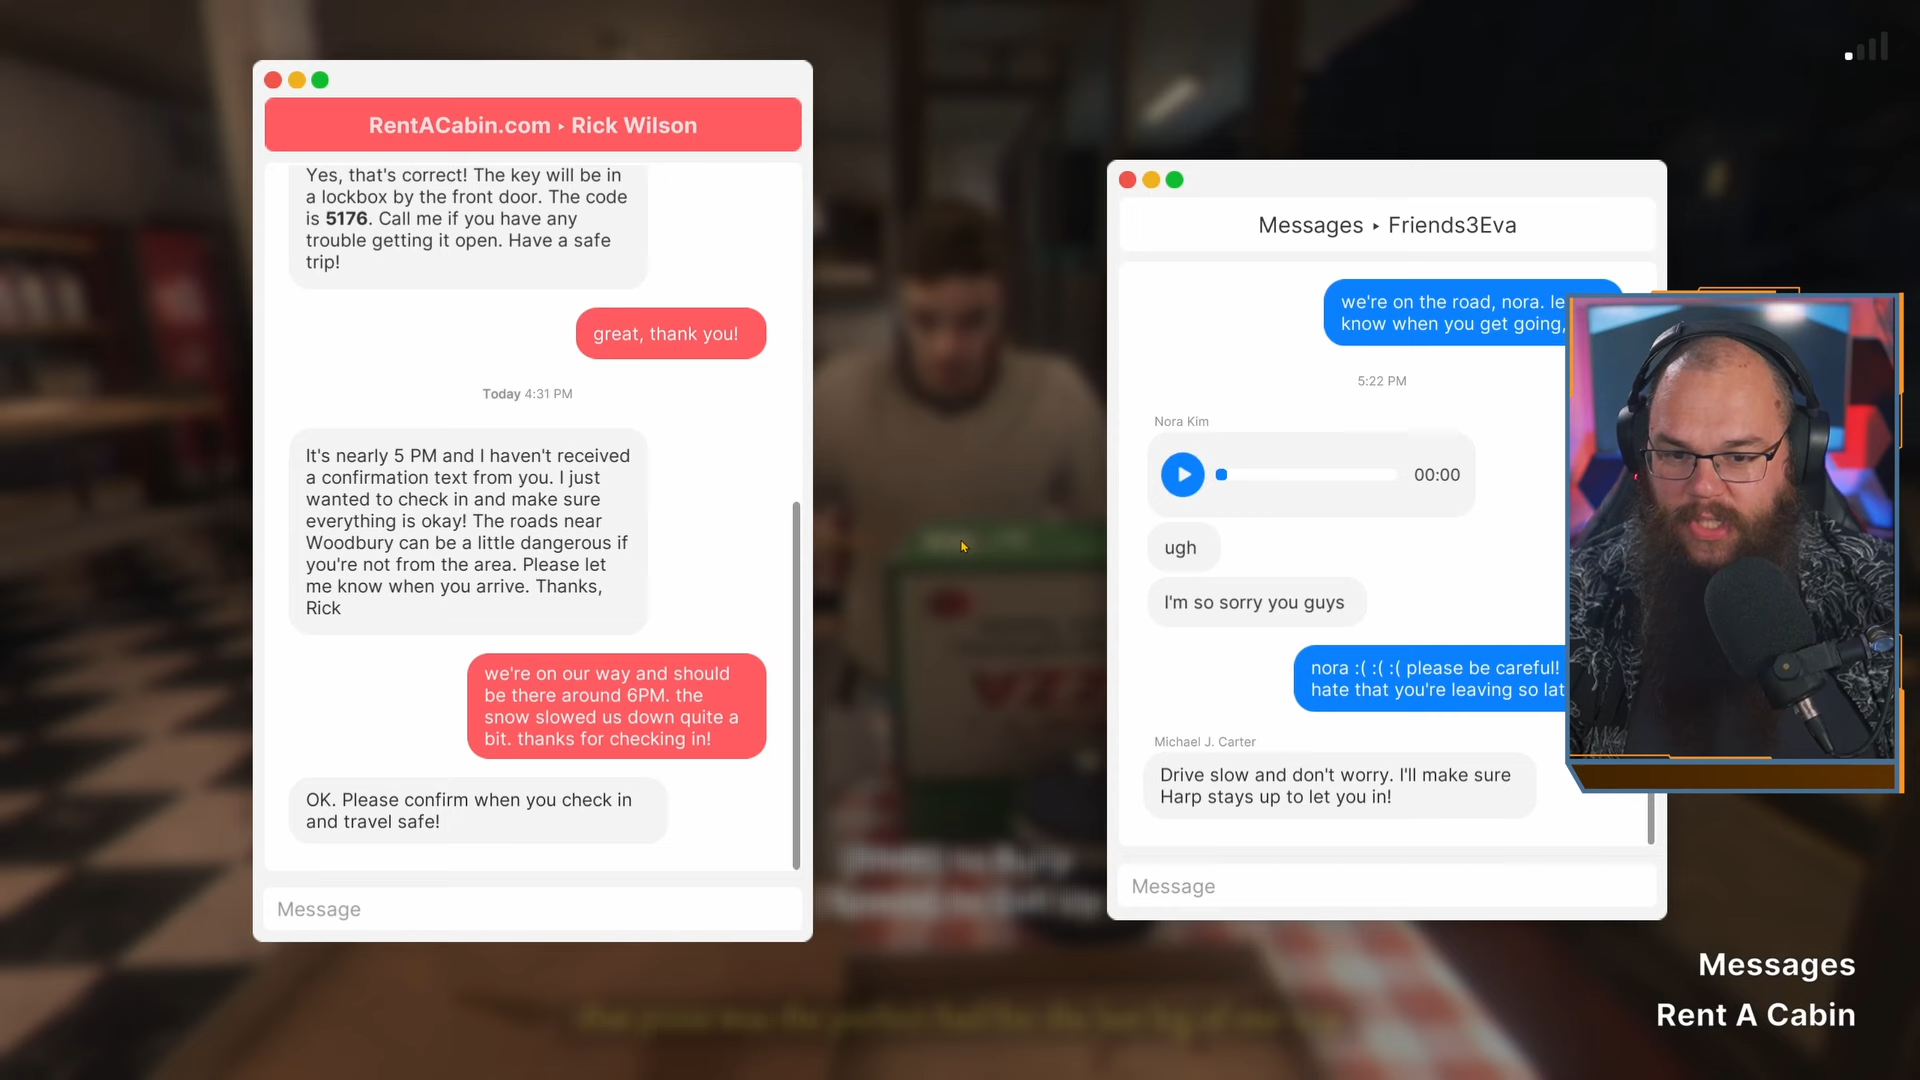 RentACabin.com ▸ Rick Wilson
Yes, that's correct! The key will be in
a lockbox by the front door. The code
is 5176. Call me if you have any
trouble getting it open. Have a safe
trip!
great, thank you!
Today 4:31 PM
It's nearly 5 PM and I haven't received
a confirmation text from you. I just
wanted to check in and make sure
everything is okay! The roads near
Woodbury can be a little dangerous if
you're not from the area. Please let
me know when you arrive. Thanks,
Rick
we're on our way and should
be there around 6PM. the
snow slowed us down quite a
bit. thanks for checking in!
OK. Please confirm when you check in
and travel safe!
Message
Messages ▸ Friends3Eva
we're on the road, nora.
know when you get going,
5:22 PM
Nora Kim
00:00
ugh
I'm so sorry you guys
nora :( :( :( please be careful!
hate that you're leaving so
Michael J. Carter
Drive slow and don't worry. I'll make sure
Harp stays up to let you in!
Message
Messages
Rent A Cabin